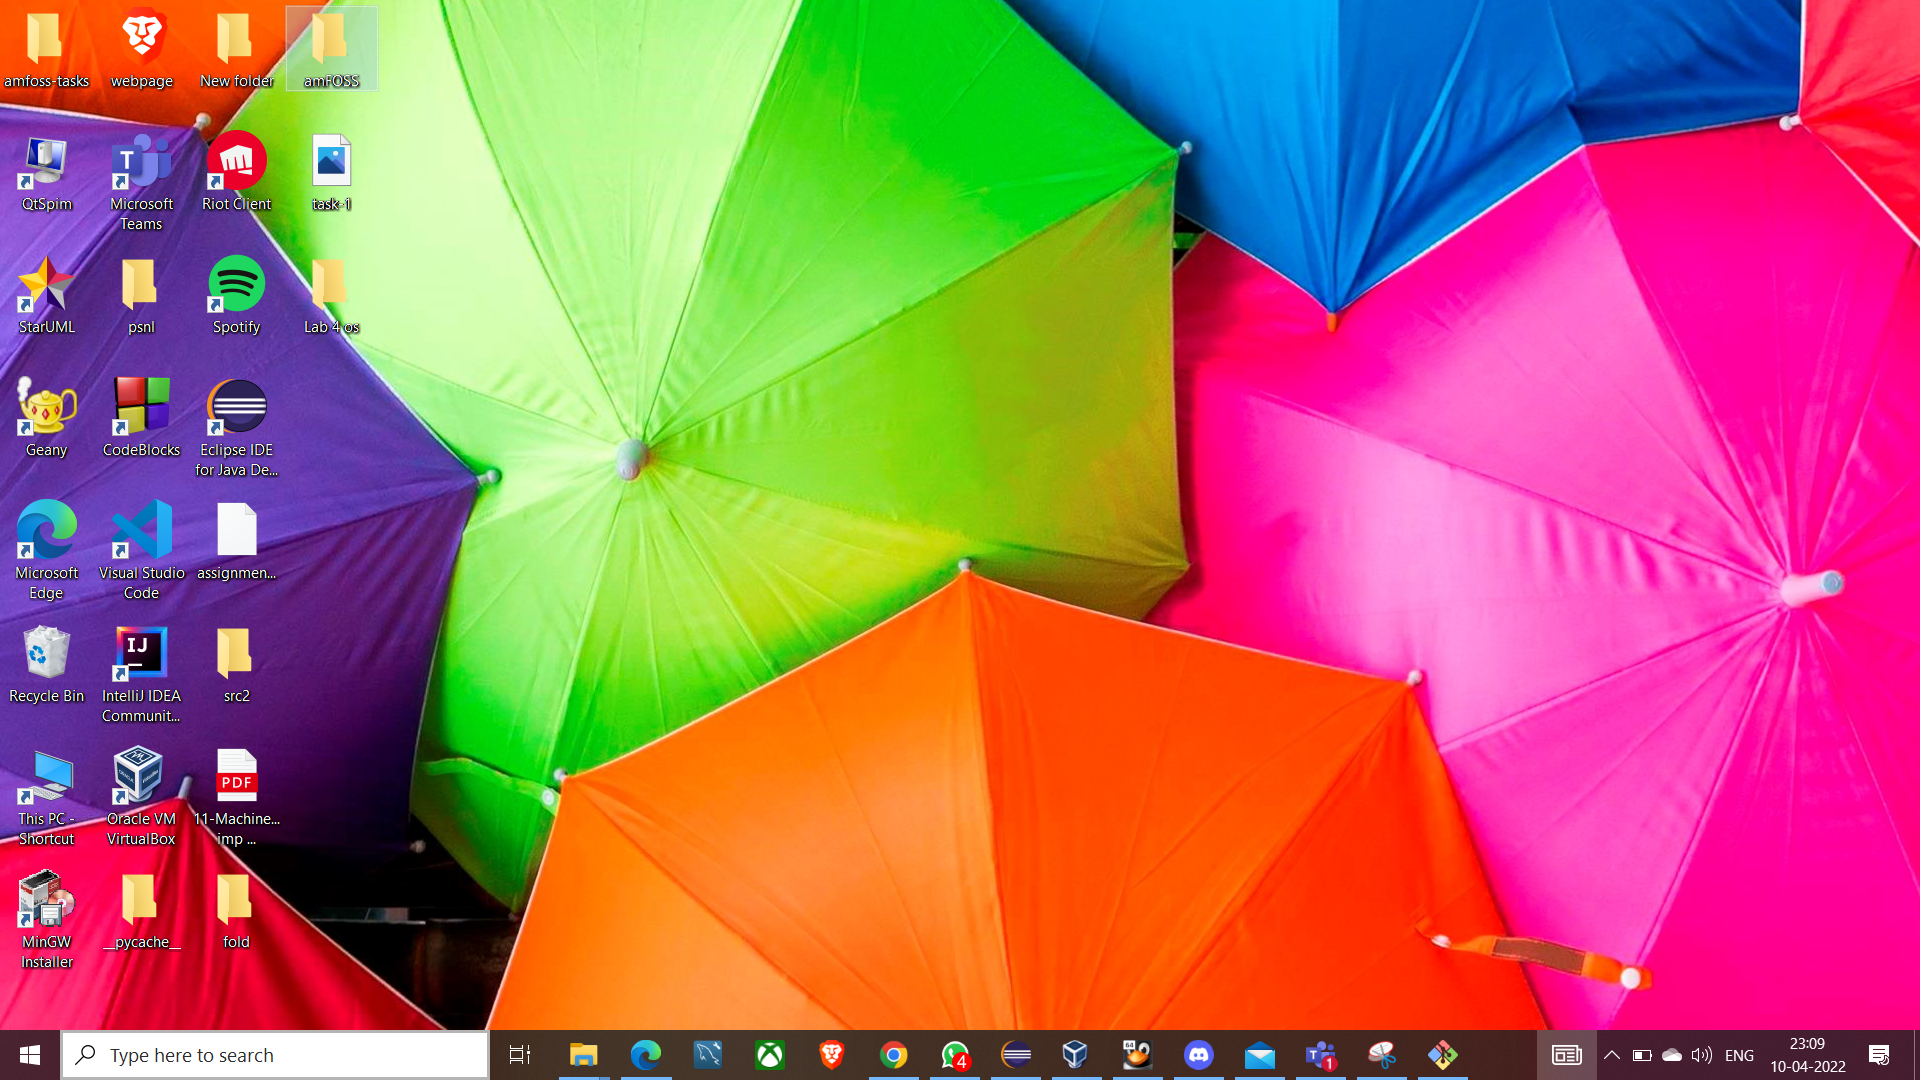 amfoss-tasks
webpage
New folder
amFOSS
QtSpim
Microsoft
Teams
Riot Client
task-1
StarUML
psnl
Spotify
Lab 4 os
Geany
CodeBlocks
Eclipse IDE
for Java De...
Microsoft
Edge
Visual Studio
Code
assignmen...
Recycle Bin
IJ
IntelliJ IDEA
Communit...
src2
This PC -
Shortcut
Oracle VM
VirtualBox
PDF
11-Machine...
imp ...
MinGW
Installer
__pycache__
fold
Type here to search
64
4
T
1
ENG
23:09
10-04-2022